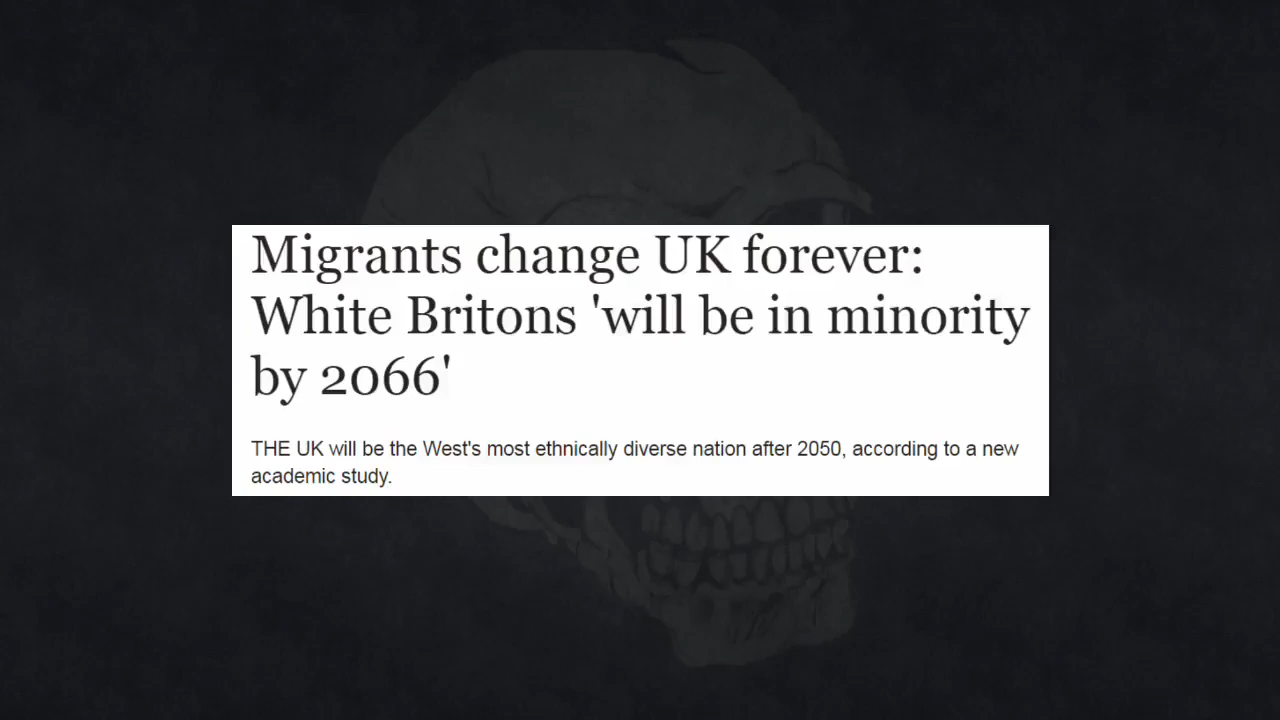 Migrants change UK forever:
White Britons 'will be in minority
by 2066'
THE UK will be the West's most ethnically diverse nation after 2050, according to a new
academic study.